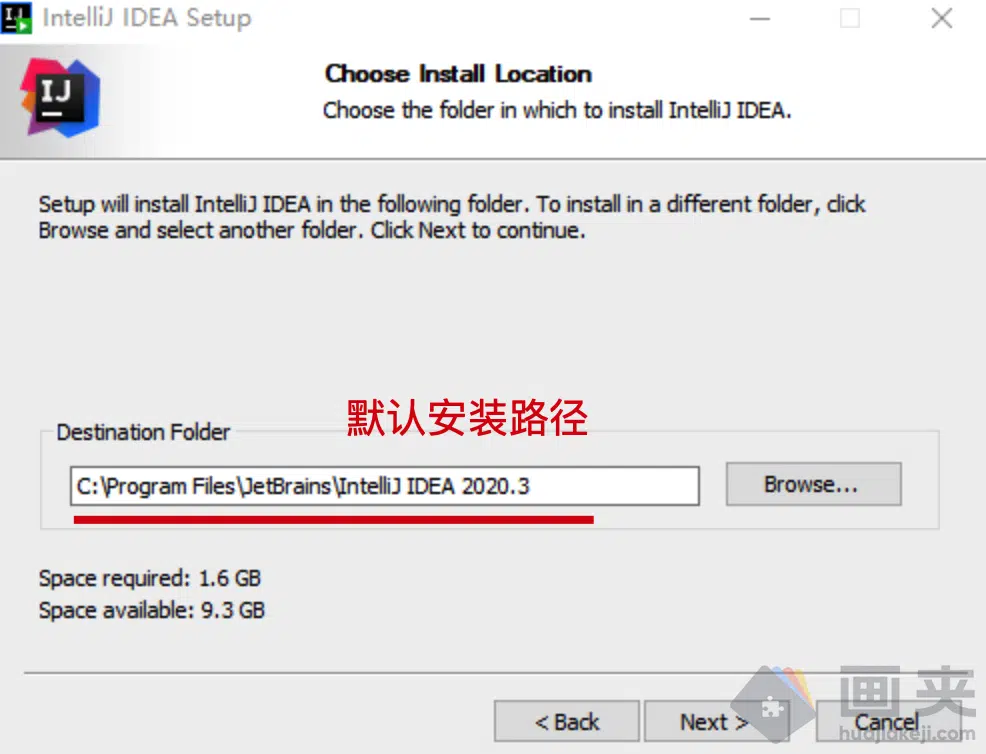 IntelliJ IDEA Setup
IJ
Choose Install Location
Choose the folder in which to install IntelliJ IDEA.
Setup will install IntelliJ IDEA in the following folder. To install in a different folder, click
Browse and select another folder. Click Next to continue.
默认安装路径
Destination Folder
C:\Program Files\JetBrains\IntelliJ IDEA 2020.3
Browse...
Space required: 1.6 GB
Space available: 9.3 GB
画夹
< Back
Next >
Cancel
huajiakeji.com